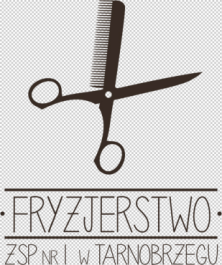 • FRYZJERSTWO •
ZSP NR 1 W TARNOBRZEGU